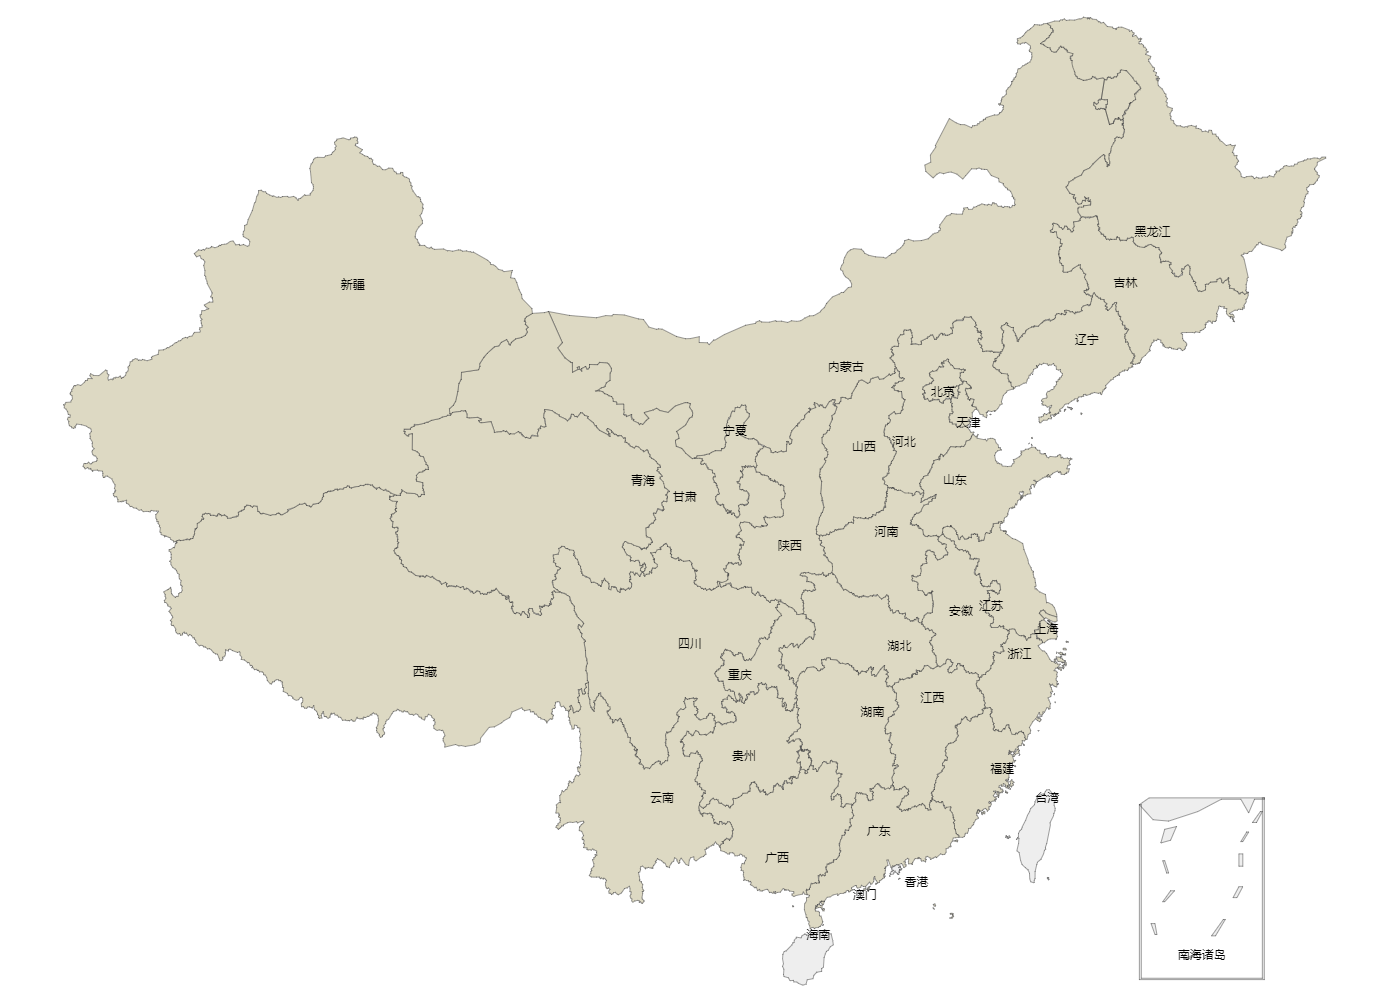 黑龙江
吉林
新疆
辽宁
内蒙古
北京
天津
宁夏
山西
河北
青海
山东
甘肃
河南
陕西
江苏
安徽
上海
四川
湖北
浙江
西藏
重庆
江西
湖南
贵州
福建
云南
台湾
广东
广西
香港
澳门
海南
南海诸岛